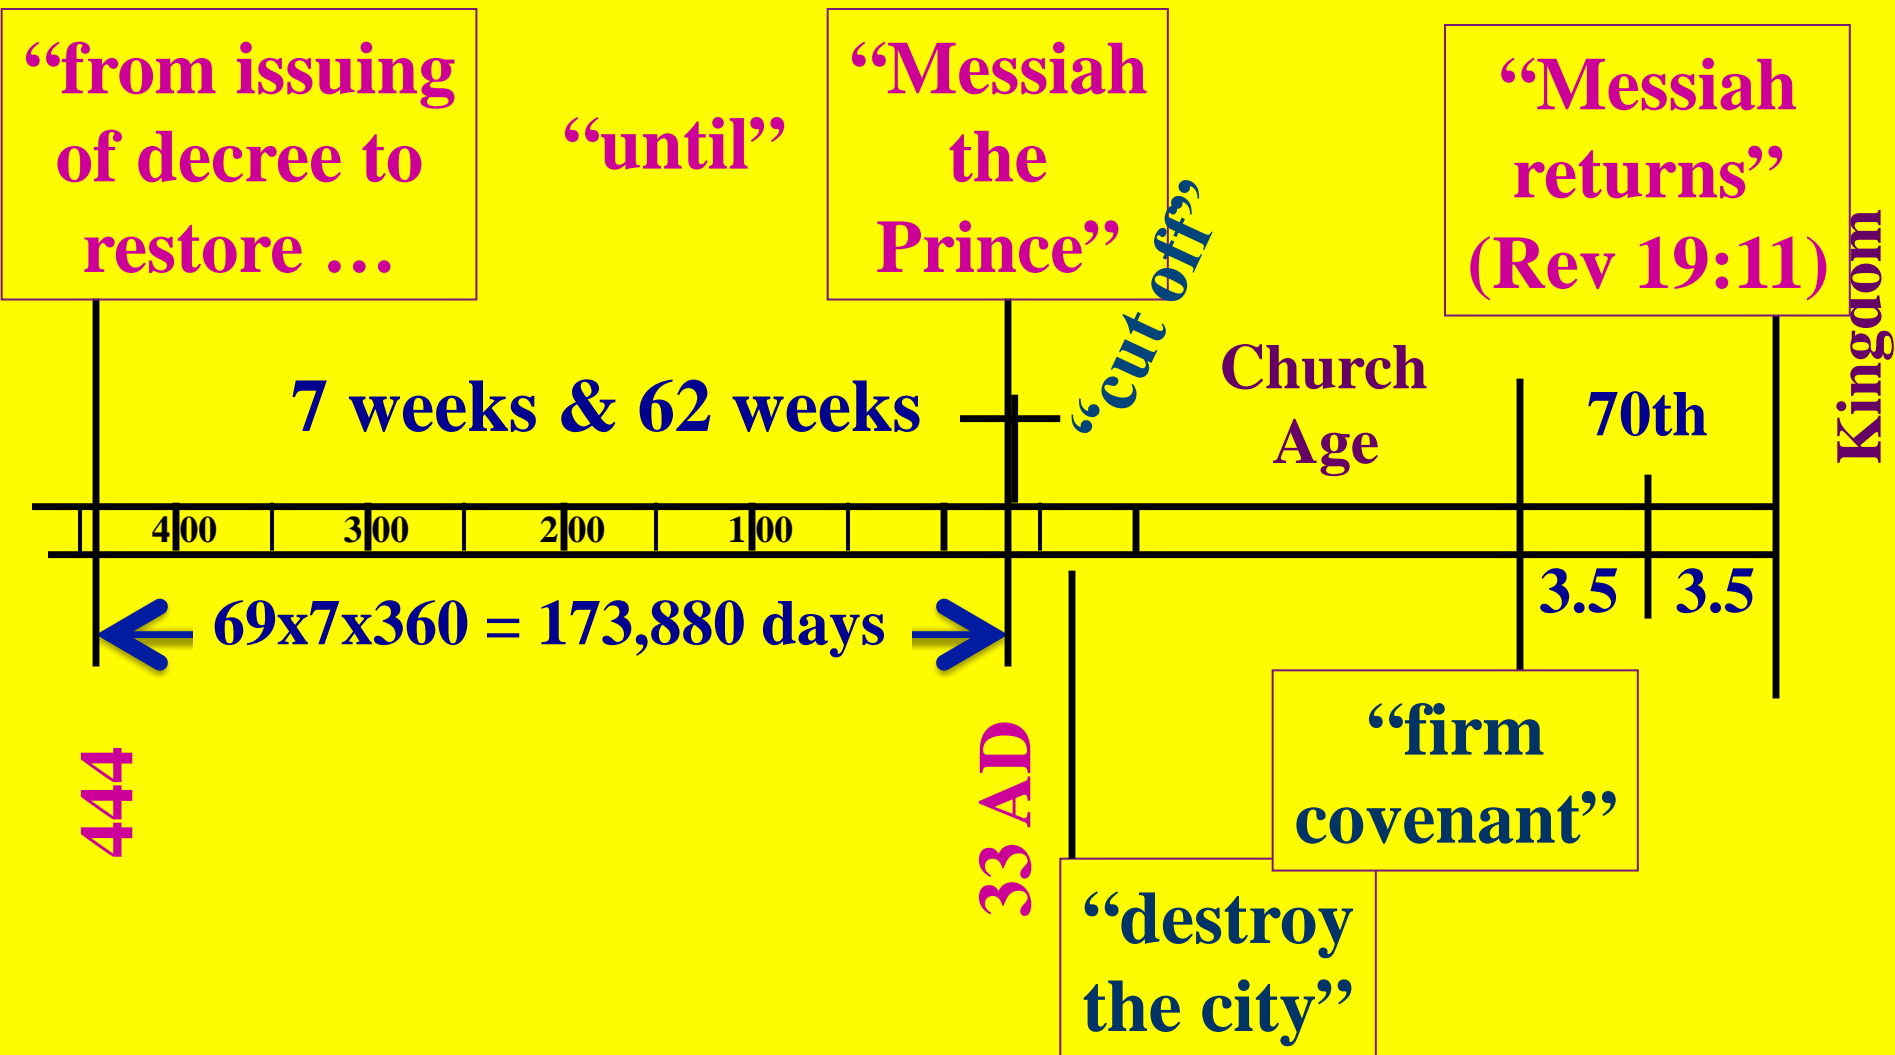 “from issuing
of decree to
restore …
“until”
“Messiah
the
Prince”
“cut off”
“Messiah
returns”
(Rev 19:11)
Kingdom
7 weeks & 62 weeks
Church
Age
70th
400
300
200
100
69x7x360 = 173,880 days
3.5
3.5
444
33 AD
“firm
covenant”
“destroy
the city”